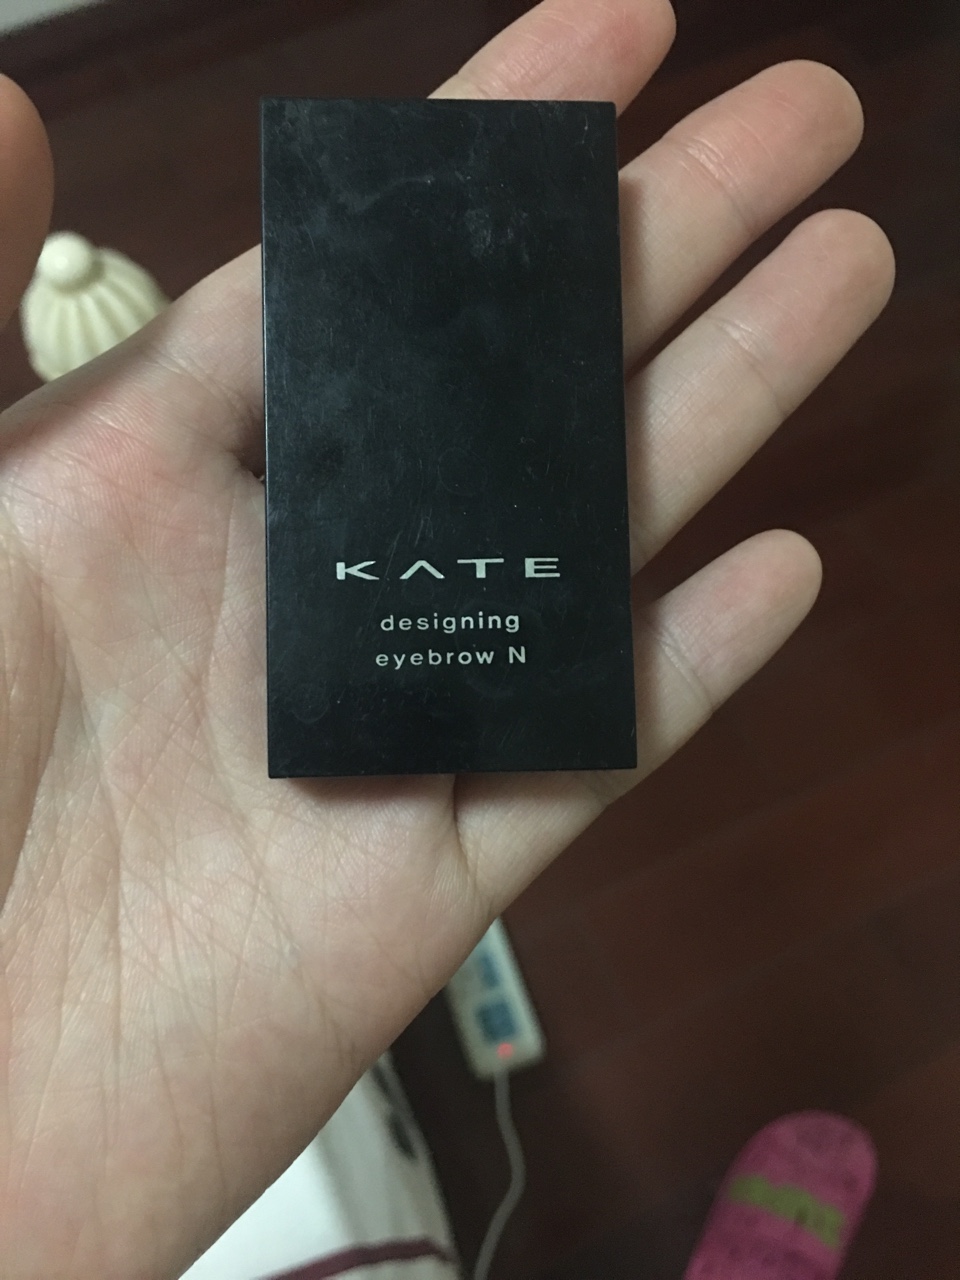 KATE
designing
eyebrow N